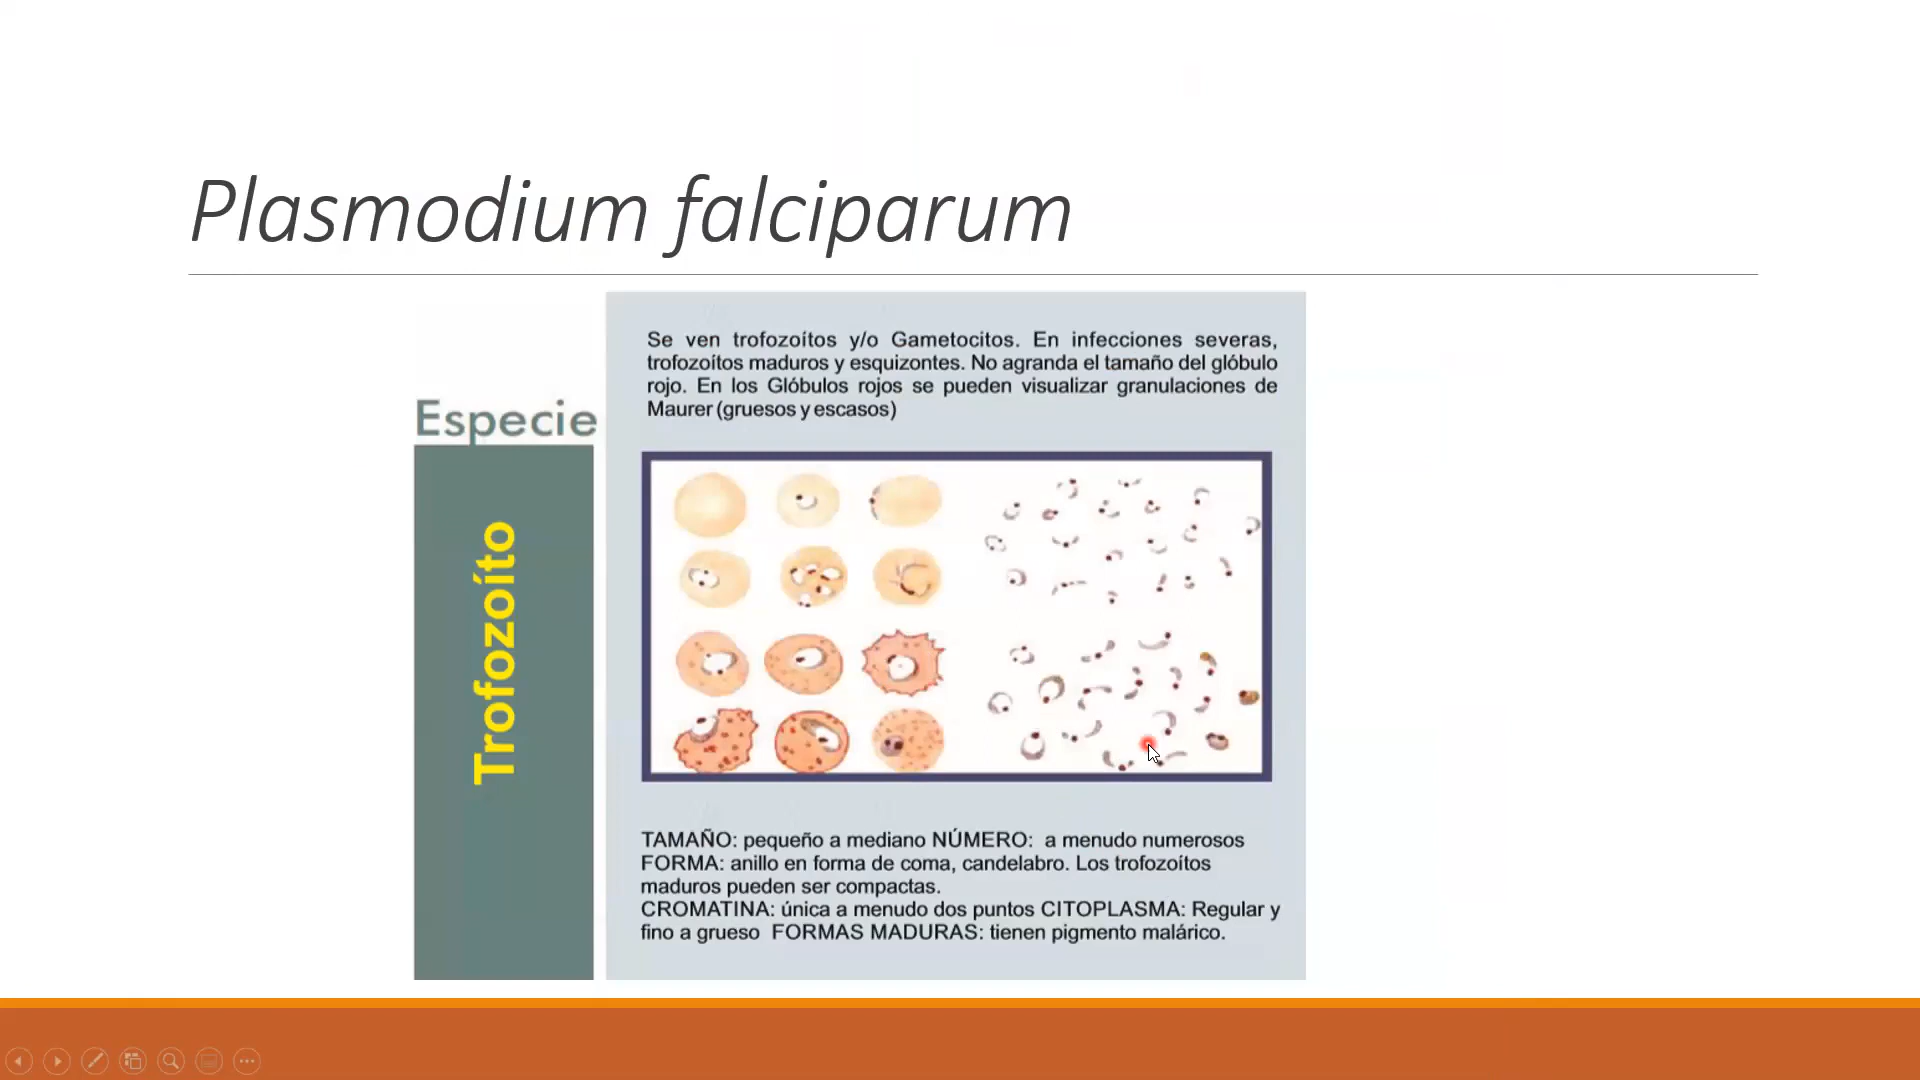 Plasmodium falciparum
Especie
Trofozoíto
Se ven trofozoítos y/o Gametocitos. En infecciones severas,
trofozoítos maduros y esquizontes. No agranda el tamaño del glóbulo
rojo. En los Glóbulos rojos se pueden visualizar granulaciones de
Maurer (gruesos y escasos)
TAMAÑO: pequeño a mediano NÚMERO: a menudo numerosos
FORMA: anillo en forma de coma, candelabro. Los trofozoítos
maduros pueden ser compactas.
CROMATINA: única a menudo dos puntos CITOPLASMA: Regular y
fino a grueso FORMAS MADURAS: tienen pigmento malárico.